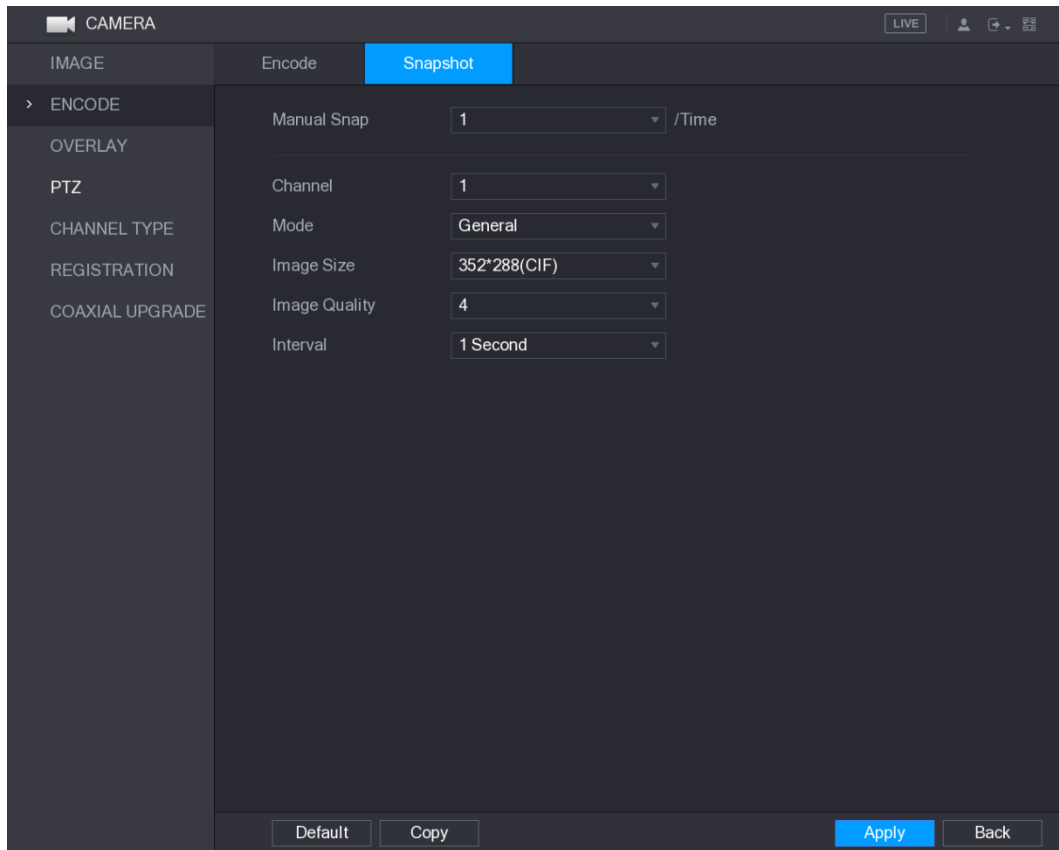 CAMERA LIVE
IMAGE
> ENCODE
OVERLAY
PTZ
CHANNEL TYPE
REGISTRATION
COAXIAL UPGRADE
Encode Snapshot
Manual Snap 1 /Time
Channel 1
Mode General
Image Size 352*288(CIF)
Image Quality 4
Interval 1 Second
Default Copy Apply Back